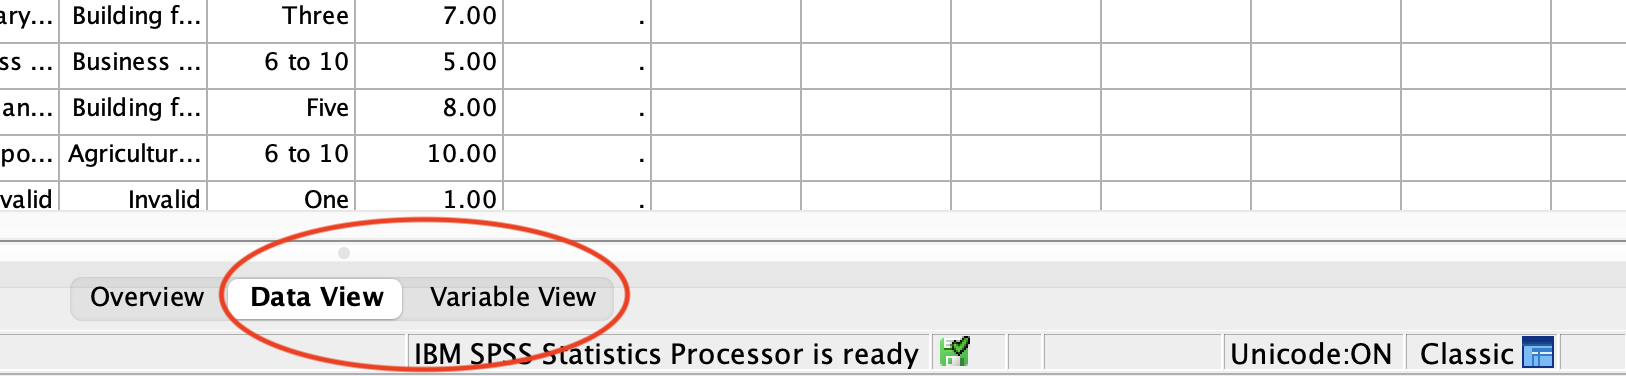 ary... Building f... Three 7.00 .
ss ... Business ... 6 to 10 5.00 .
an... Building f... Five 8.00 .
po... Agricultur... 6 to 10 10.00 .
valid Invalid One 1.00 .
Overview Data View Variable View
IBM SPSS Statistics Processor is ready Unicode:ON Classic